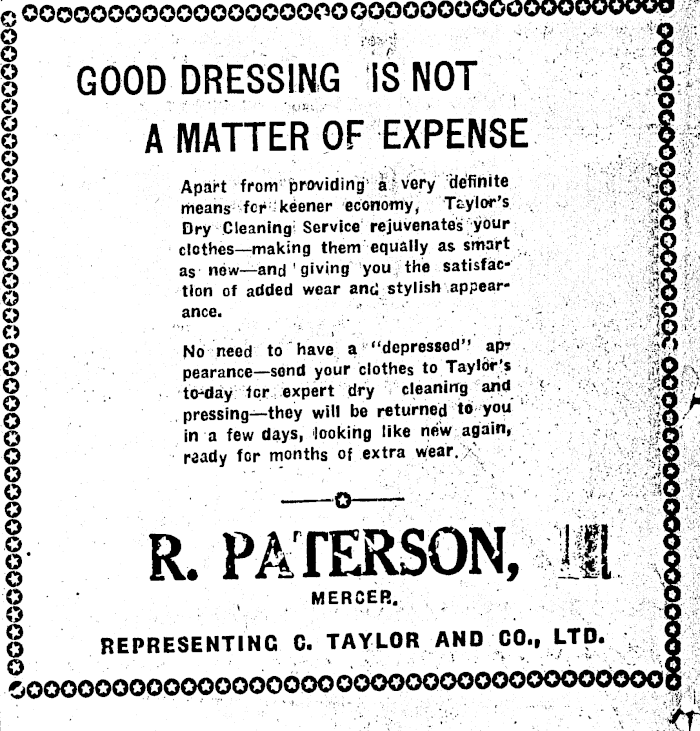 GOOD DRESSING IS NOT
A MATTER OF EXPENSE
Apart from providing a very definite
means for keener economy, Taylor's
Dry Cleaning Service rejuvenates your
clothes—making them equally as smart
as new—and giving you the satisfac-
tion of added wear and stylish appear-
ance.
No need to have a "depressed" ap-
pearance—send your clothes to Taylor's
to-day for expert dry cleaning and
pressing—they will be returned to you
in a few days, looking like new again,
ready for months of extra wear.
R. PATERSON,
MERCER.
REPRESENTING C. TAYLOR AND CO., LTD.